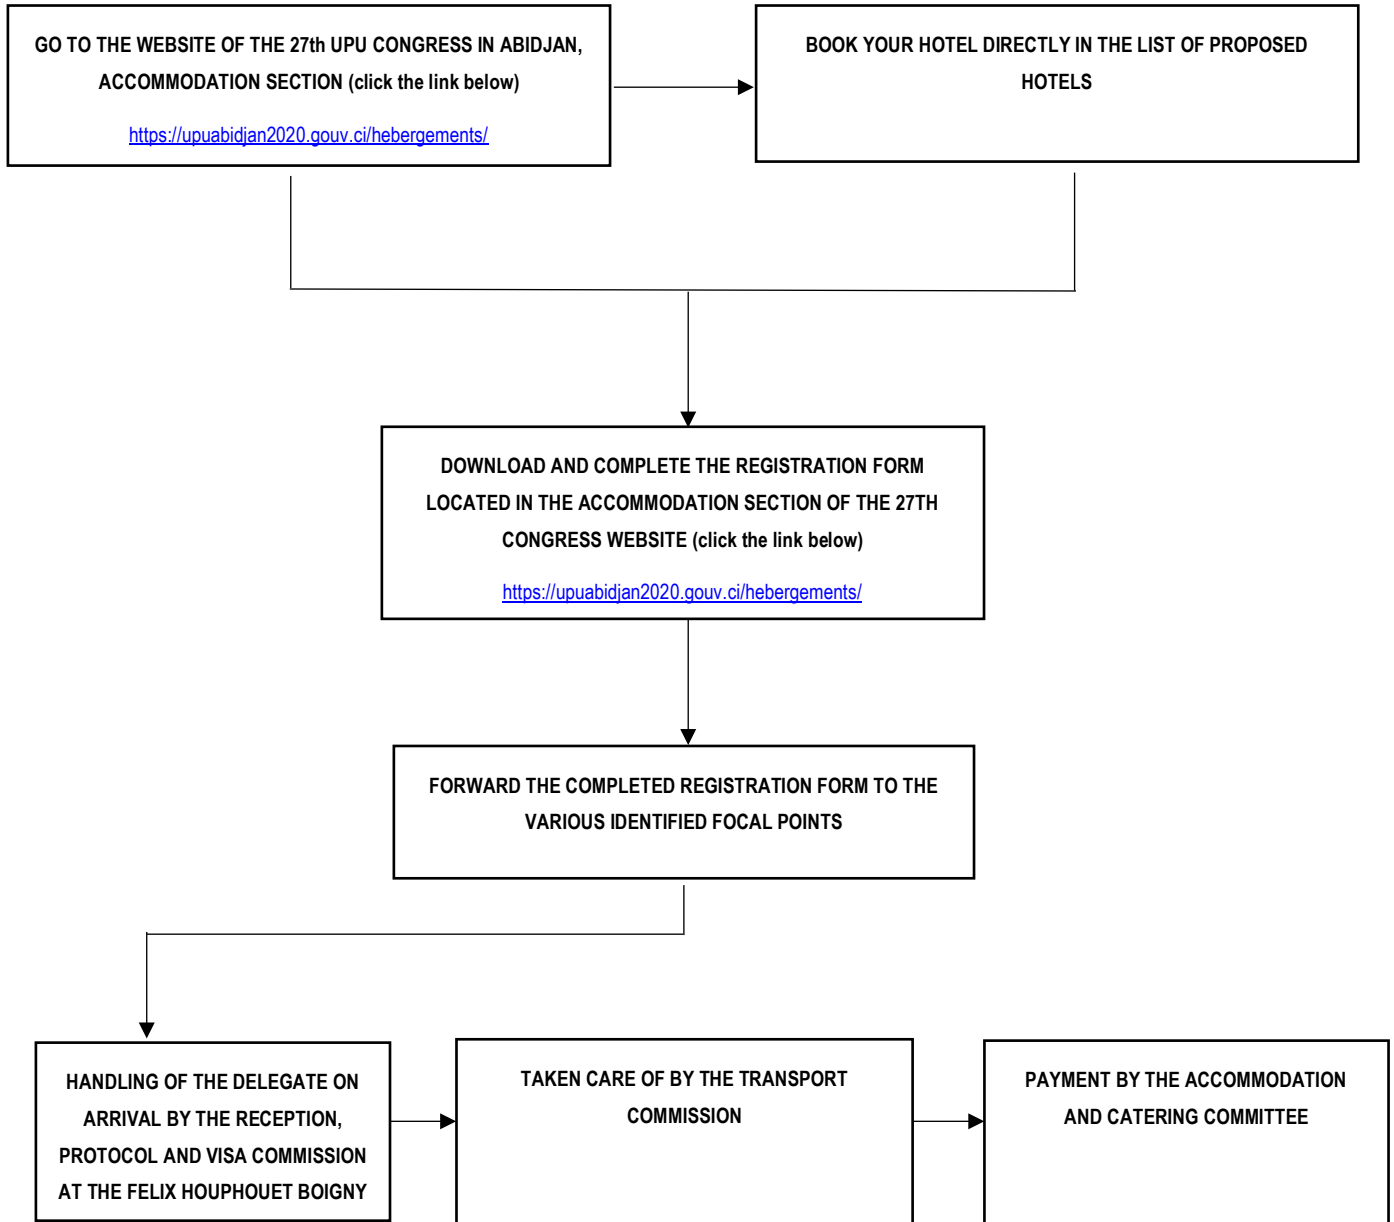 GO TO THE WEBSITE OF THE 27th UPU CONGRESS IN ABIDJAN,
ACCOMMODATION SECTION (click the link below)
https://upuabidjan2020.gouv.ci/hebergements/
BOOK YOUR HOTEL DIRECTLY IN THE LIST OF PROPOSED
HOTELS
DOWNLOAD AND COMPLETE THE REGISTRATION FORM
LOCATED IN THE ACCOMMODATION SECTION OF THE 27TH
CONGRESS WEBSITE (click the link below)
https://upuabidjan2020.gouv.ci/hebergements/
FORWARD THE COMPLETED REGISTRATION FORM TO THE
VARIOUS IDENTIFIED FOCAL POINTS
HANDLING OF THE DELEGATE ON
ARRIVAL BY THE RECEPTION,
PROTOCOL AND VISA COMMISSION
AT THE FELIX HOUPHOUET BOIGNY
TAKEN CARE OF BY THE TRANSPORT
COMMISSION
PAYMENT BY THE ACCOMMODATION
AND CATERING COMMITTEE